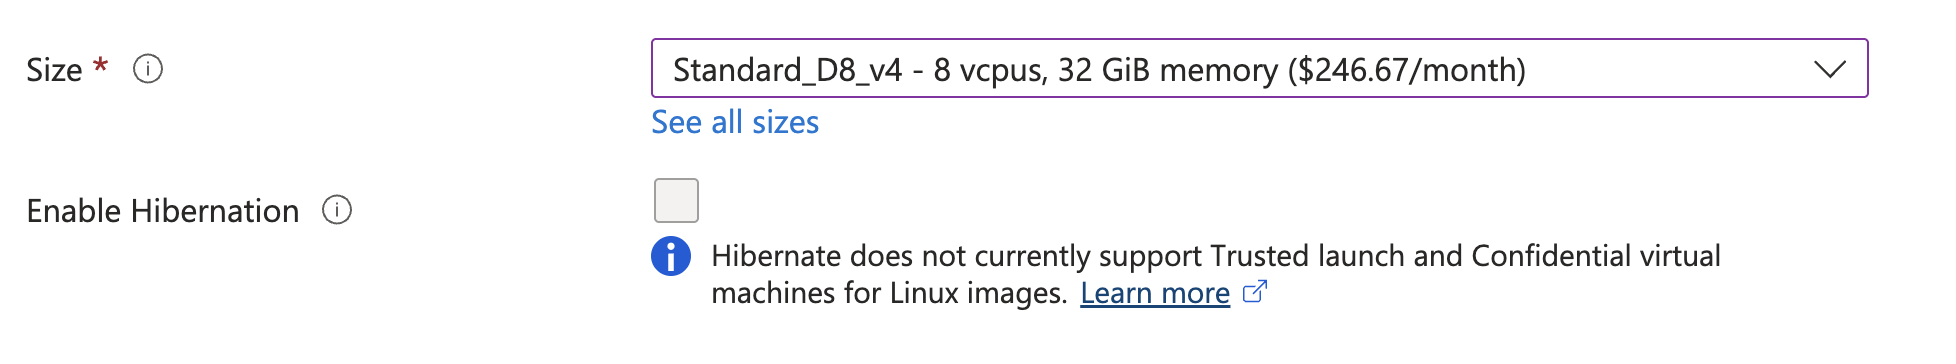 Size *
Standard_D8_v4 - 8 vcpus, 32 GiB memory ($246.67/month)
See all sizes
Enable Hibernation
Hibernate does not currently support Trusted launch and Confidential virtual
machines for Linux images. Learn more